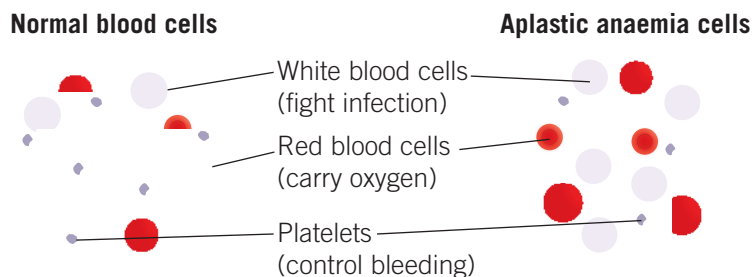 Normal blood cells
Aplastic anaemia cells
White blood cells
(fight infection)
Red blood cells
(carry oxygen)
Platelets
(control bleeding)